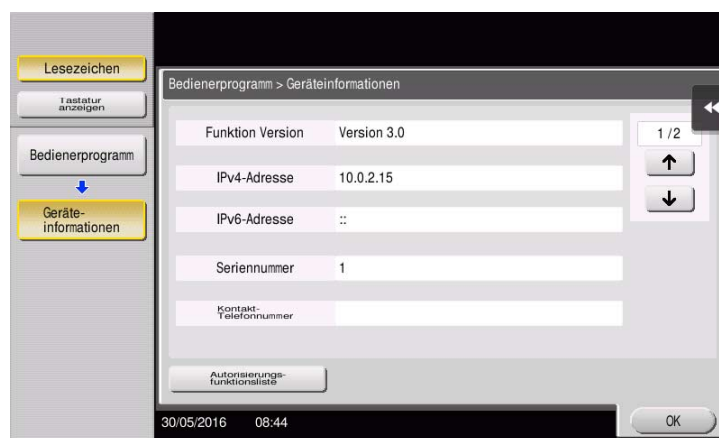 Lesezeichen
Tastatur
anzeigen
Bedienerprogramm
Geräte-
informationen
Bedienerprogramm > Geräteinformationen
Funktion Version Version 3.0
1 /2
IPv4-Adresse 10.0.2.15
IPv6-Adresse ::
Seriennummer 1
Kontakt-
Telefonnummer
Autorisierungs-
funktionsliste
30/05/2016 08:44
OK